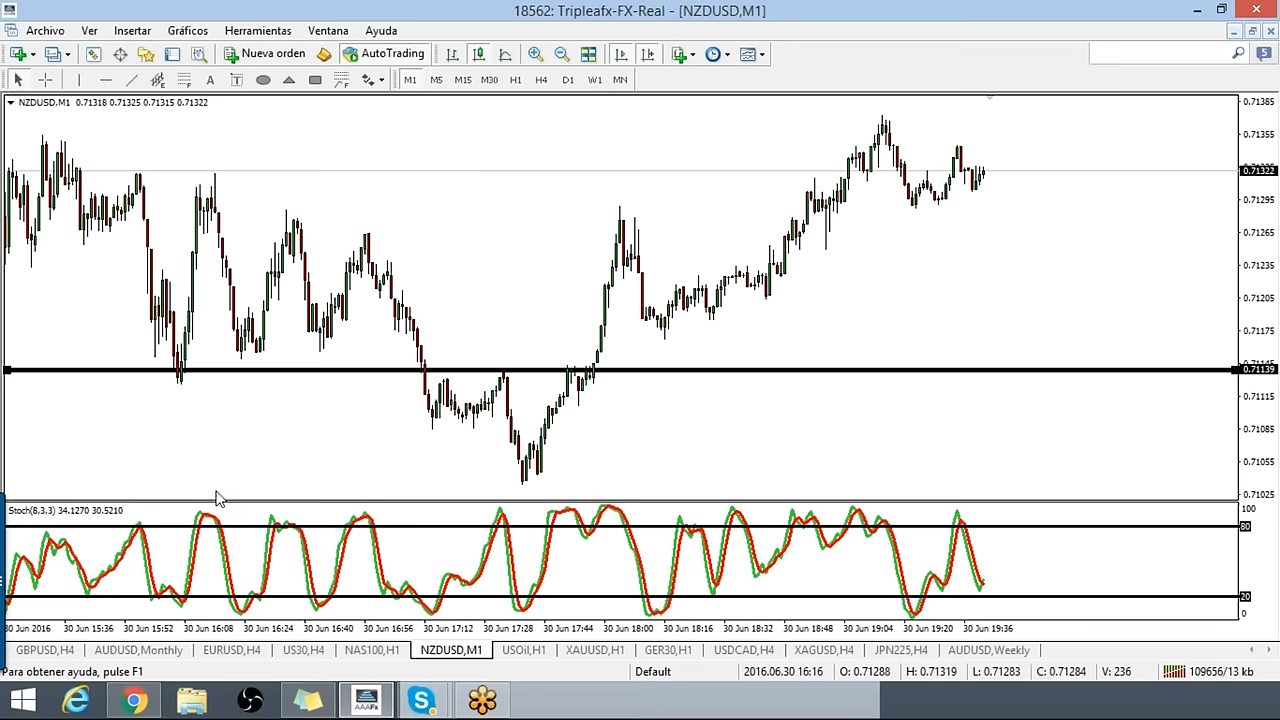 18562: Tripleafx-FX-Real - [NZDUSD,M1]
Archivo Ver Insertar Gráficos Herramientas Ventana Ayuda
Nueva orden AutoTrading 5
A T F M1 M5 M15 M30 H1 H4 D1 W1 MN
NZDUSD,M1 0.71318 0.71325 0.71315 0.71322
0.71385
0.71355
0.71322
0.71295
0.71265
0.71235
0.71205
0.71175
0.71139
0.71115
0.71085
0.71055
0.71025
Stoch(8,3,3) 34.1270 30.5210
100
80
20
0
30 Jun 2016 30 Jun 15:36 30 Jun 15:52 30 Jun 16:08 30 Jun 16:24 30 Jun 16:40 30 Jun 16:56 30 Jun 17:12 30 Jun 17:28 30 Jun 17:44 30 Jun 18:00 30 Jun 18:16 30 Jun 18:32 30 Jun 18:48 30 Jun 19:04 30 Jun 19:20 30 Jun 19:36
GBPUSD,H4 AUDUSD,Monthly EURUSD,H4 US30,H4 NAS100,H1 NZDUSD,M1 USOil,H1 XAUUSD,H1 GER30,H1 USDCAD,H4 XAGUSD,H4 JPN225,H4 AUDUSD,Weekly
Para obtener ayuda, pulse F1 Default 2016.06.30 16:16 O: 0.71288 H: 0.71319 L: 0.71283 C: 0.71284 V: 236 109656/13 kb
AAAFx